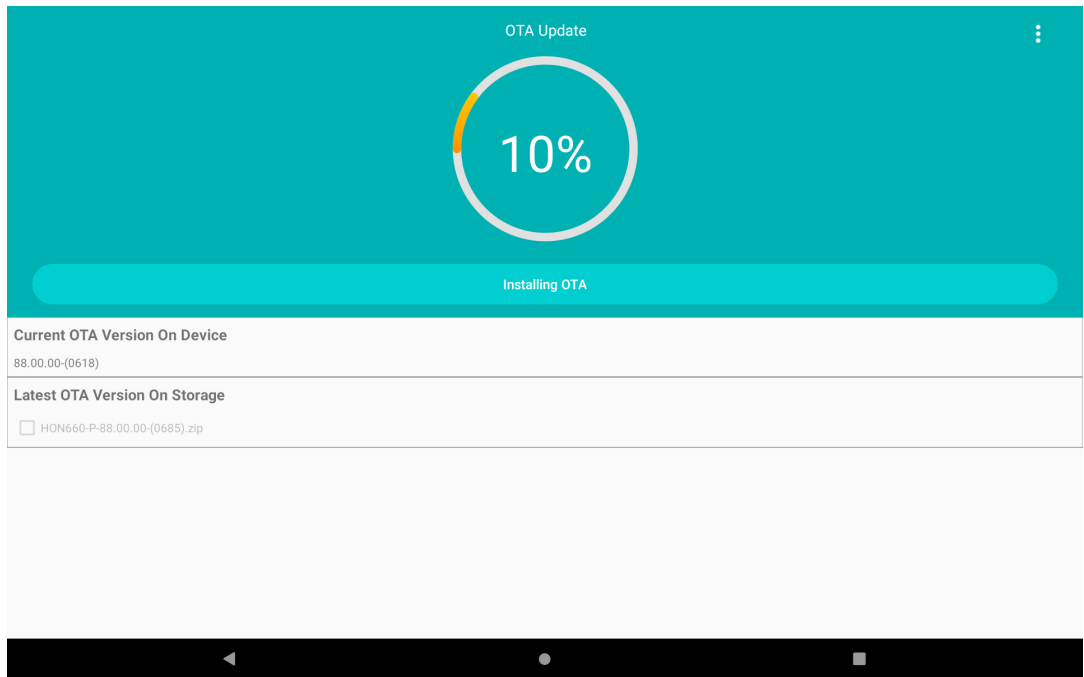 OTA Update
10%
Installing OTA
Current OTA Version On Device
88.00.00-(0618)
Latest OTA Version On Storage
HON660-P-88.00.00-(0685).zip